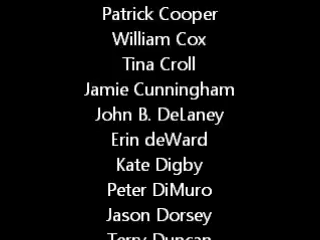 Patrick Cooper
William Cox
Tina Croll
Jamie Cunningham
John B. DeLaney
Erin deWard
Kate Digby
Peter DiMuro
Jason Dorsey
Terry Duncan